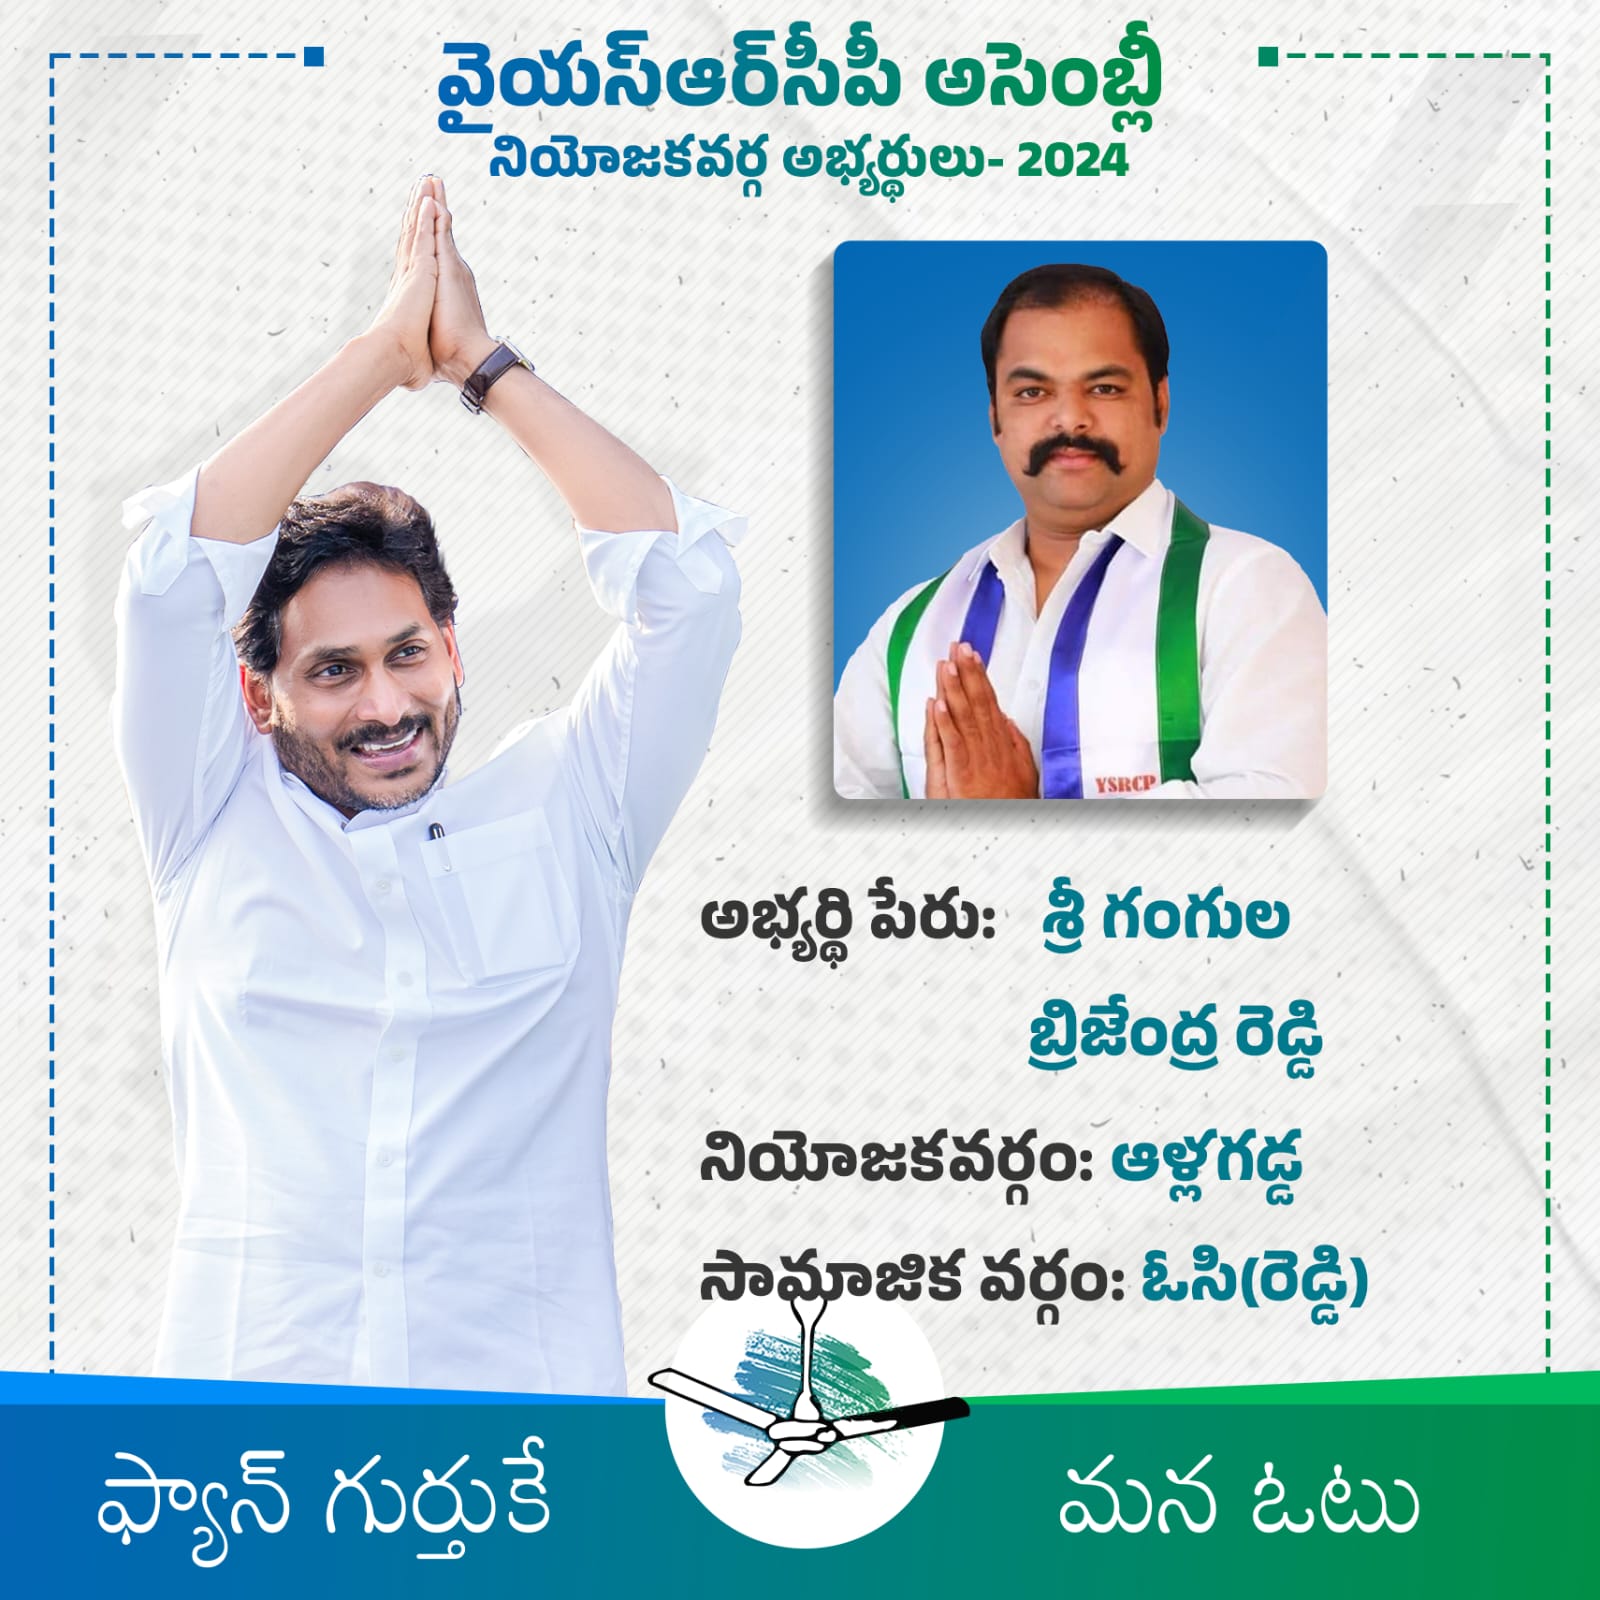 వైయస్ఆర్‌సీపీ అసెంబ్లీ
నియోజకవర్గ అభ్యర్థులు- 2024
YSRCP
అభ్యర్థి పేరు: శ్రీ గంగుల
బ్రిజేంద్ర రెడ్డి
నియోజకవర్గం: ఆళ్లగడ్డ
సామాజిక వర్గం: ఓసి(రెడ్డి)
ఫ్యాన్ గుర్తుకే మన ఓటు